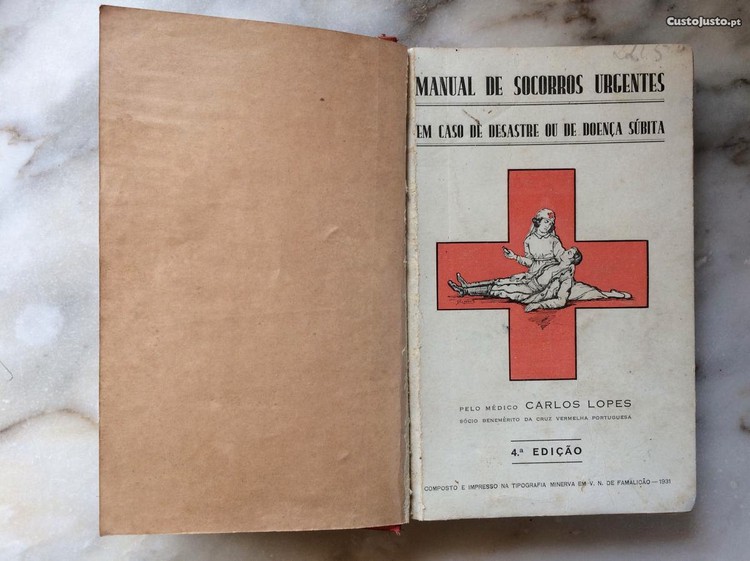 CustoJusto.pt
MANUAL DE SOCORROS URGENTES
EM CASO DE DESASTRE OU DE DOENÇA SÚBITA
PELO MÉDICO CARLOS LOPES
SÓCIO BENEMÉRITO DA CRUZ VERMELHA PORTUGUESA
4.ª EDIÇÃO
COMPOSTO E IMPRESSO NA TIPOGRAFIA MINERVA EM V. N. DE FAMALICÃO — 1931